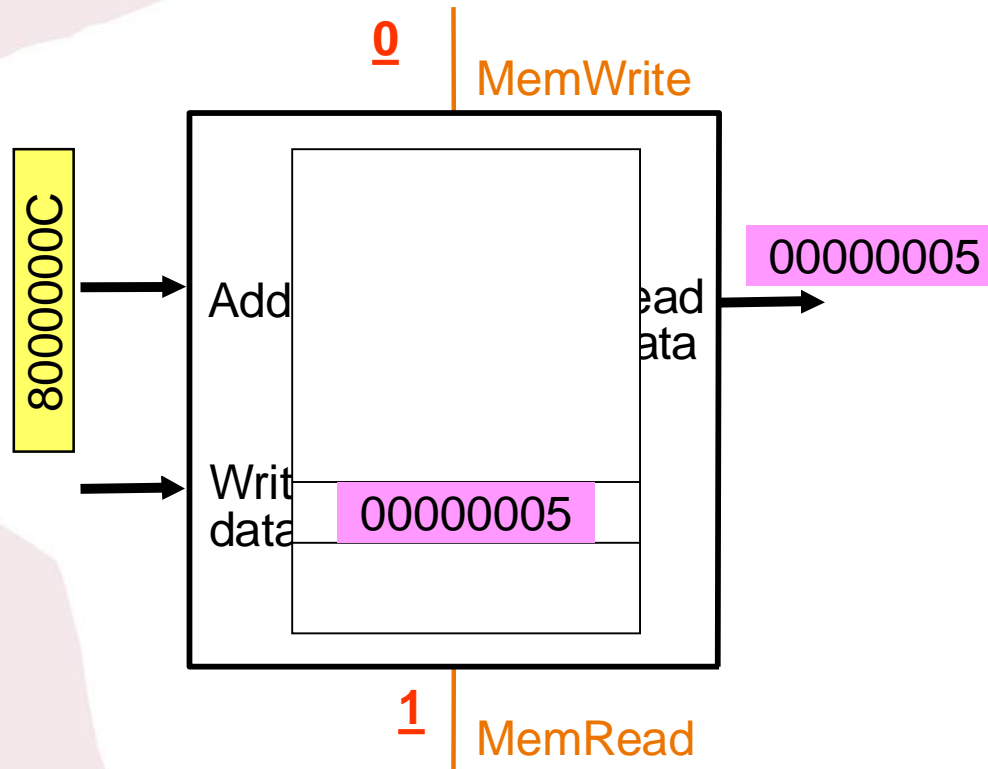 0
MemWrite
8000000C
00000005
Add
ead
ata
Writ
data
00000005
1
MemRead